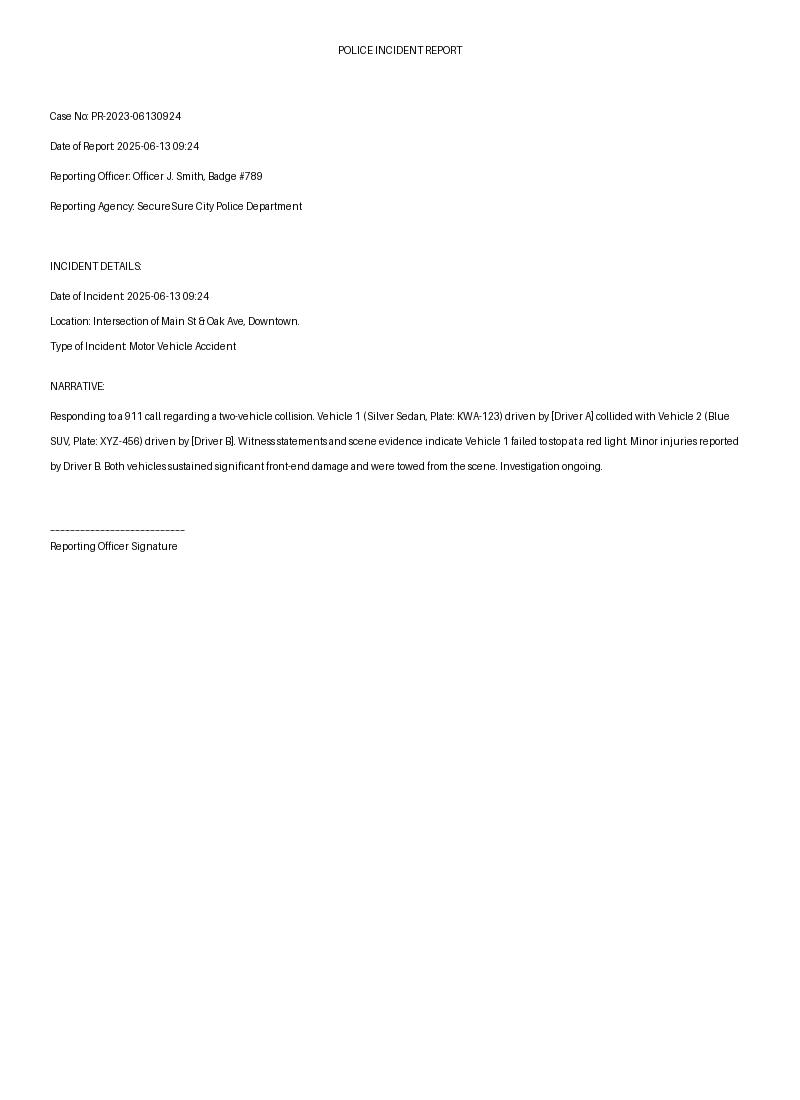 POLICE INCIDENT REPORT
Case No: PR-2023-06130924
Date of Report: 2025-06-13 09:24
Reporting Officer: Officer J. Smith, Badge #789
Reporting Agency: SecureSure City Police Department
INCIDENT DETAILS:
Date of Incident: 2025-06-13 09:24
Location: Intersection of Main St & Oak Ave, Downtown.
Type of Incident: Motor Vehicle Accident
NARRATIVE:
Responding to a 911 call regarding a two-vehicle collision. Vehicle 1 (Silver Sedan, Plate: KWA-123) driven by [Driver A] collided with Vehicle 2 (Blue
SUV, Plate: XYZ-456) driven by [Driver B]. Witness statements and scene evidence indicate Vehicle 1 failed to stop at a red light. Minor injuries reported
by Driver B. Both vehicles sustained significant front-end damage and were towed from the scene. Investigation ongoing.
___________________________
Reporting Officer Signature